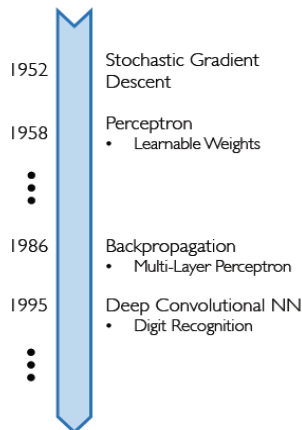 1952
Stochastic Gradient
Descent
1958
Perceptron
• Learnable Weights
1986
Backpropagation
• Multi-Layer Perceptron
1995
Deep Convolutional NN
• Digit Recognition